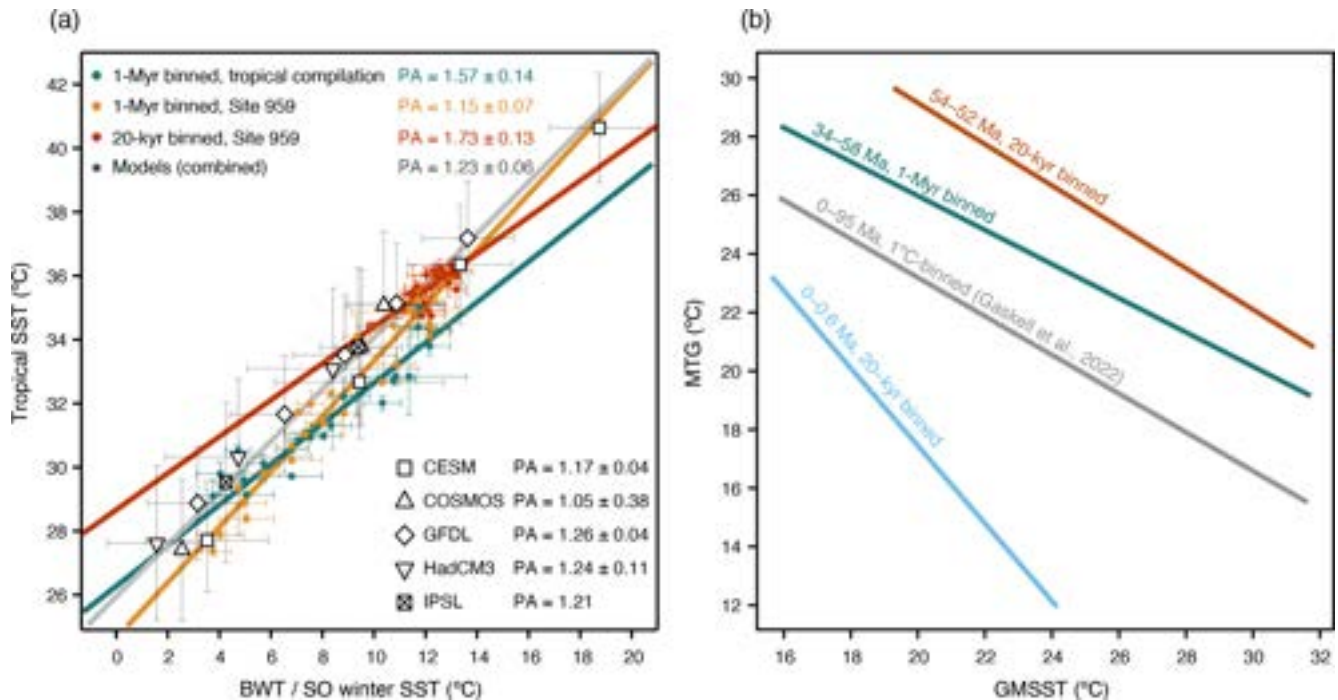 (a)
1-Myr binned, tropical compilation PA = 1.57 ± 0.14
1-Myr binned, Site 959 PA = 1.15 ± 0.07
20-kyr binned, Site 959 PA = 1.73 ± 0.13
Models (combined) PA = 1.23 ± 0.06
CESM PA = 1.17 ± 0.04
COSMOS PA = 1.05 ± 0.38
GFDL PA = 1.26 ± 0.04
HadCM3 PA = 1.24 ± 0.11
IPSL PA = 1.21
Tropical SST (ºC)
42
40
38
36
34
32
30
28
26
0 2 4 6 8 10 12 14 16 18 20
BWT / SO winter SST (ºC)
(b)
54–52 Ma, 20-kyr binned
34–58 Ma, 1-Myr binned
0–95 Ma, 1ºC-binned (Gaskell et al., 2022)
0–0.6 Ma, 20-kyr binned
MTG (ºC)
30
28
26
24
22
20
18
16
14
12
16 18 20 22 24 26 28 30 32
GMSST (ºC)